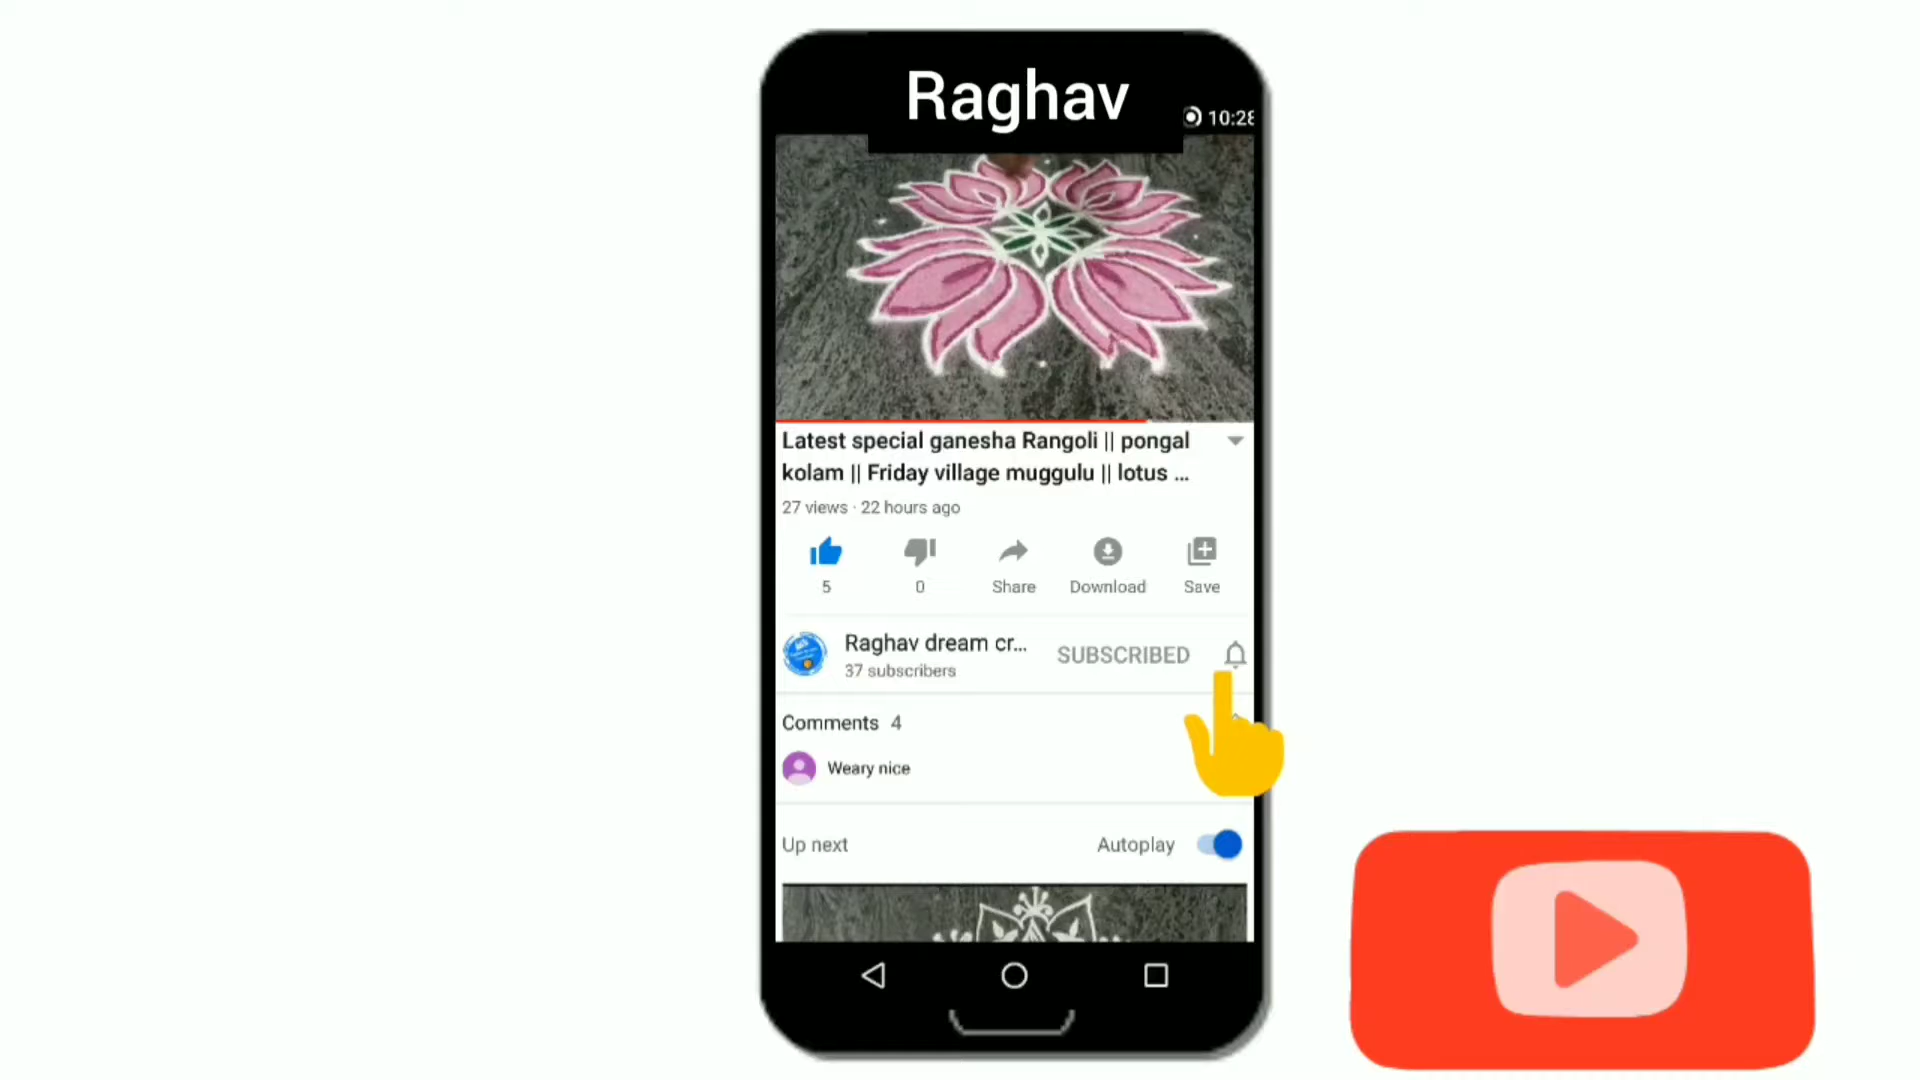 Raghav
10:28
Latest special ganesha Rangoli || pongal
kolam || Friday village muggulu || lotus ...
27 views · 22 hours ago
5
0
Share
Download
Save
Raghav dream cr...
37 subscribers
SUBSCRIBED
Comments 4
Weary nice
Up next
Autoplay